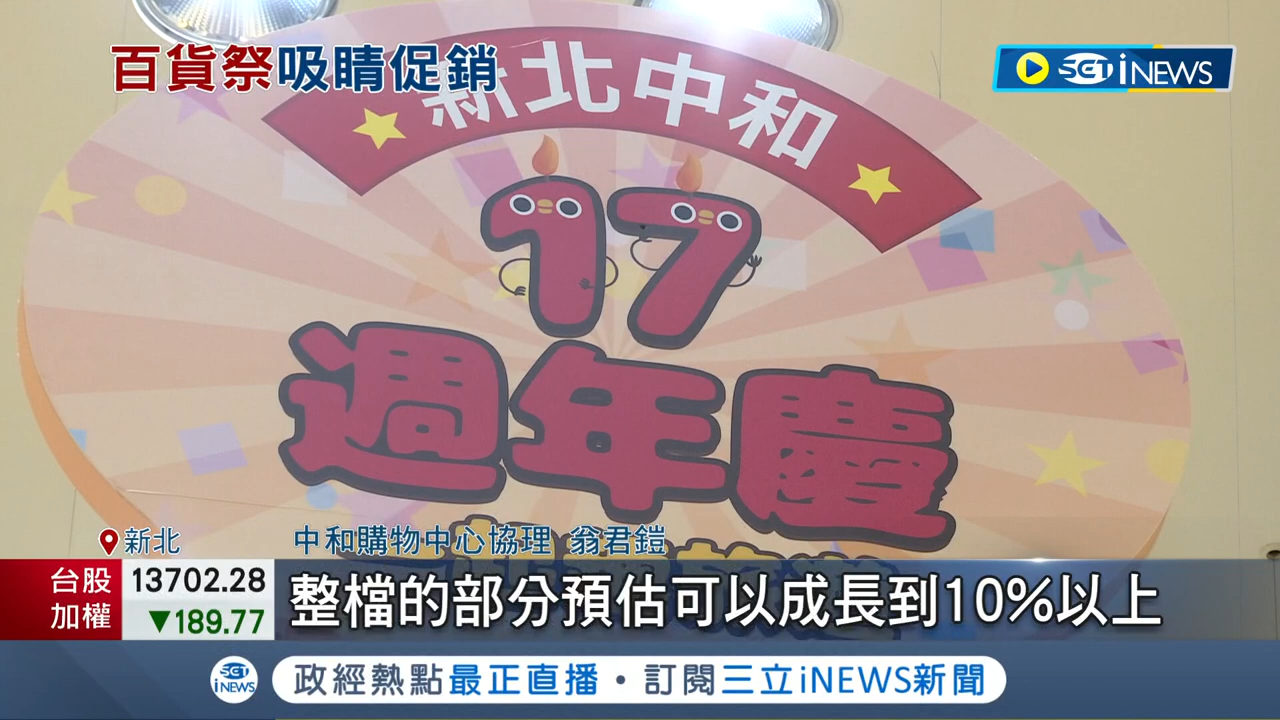 百貨祭吸睛促銷
SET iNEWS
新北中和
17
週年慶
新北
中和購物中心協理 翁君鎧
台股
加權
13702.28
▼189.77
整檔的部分預估可以成長到10%以上
SET iNEWS
政經熱點最正直播・訂閱三立iNEWS新聞